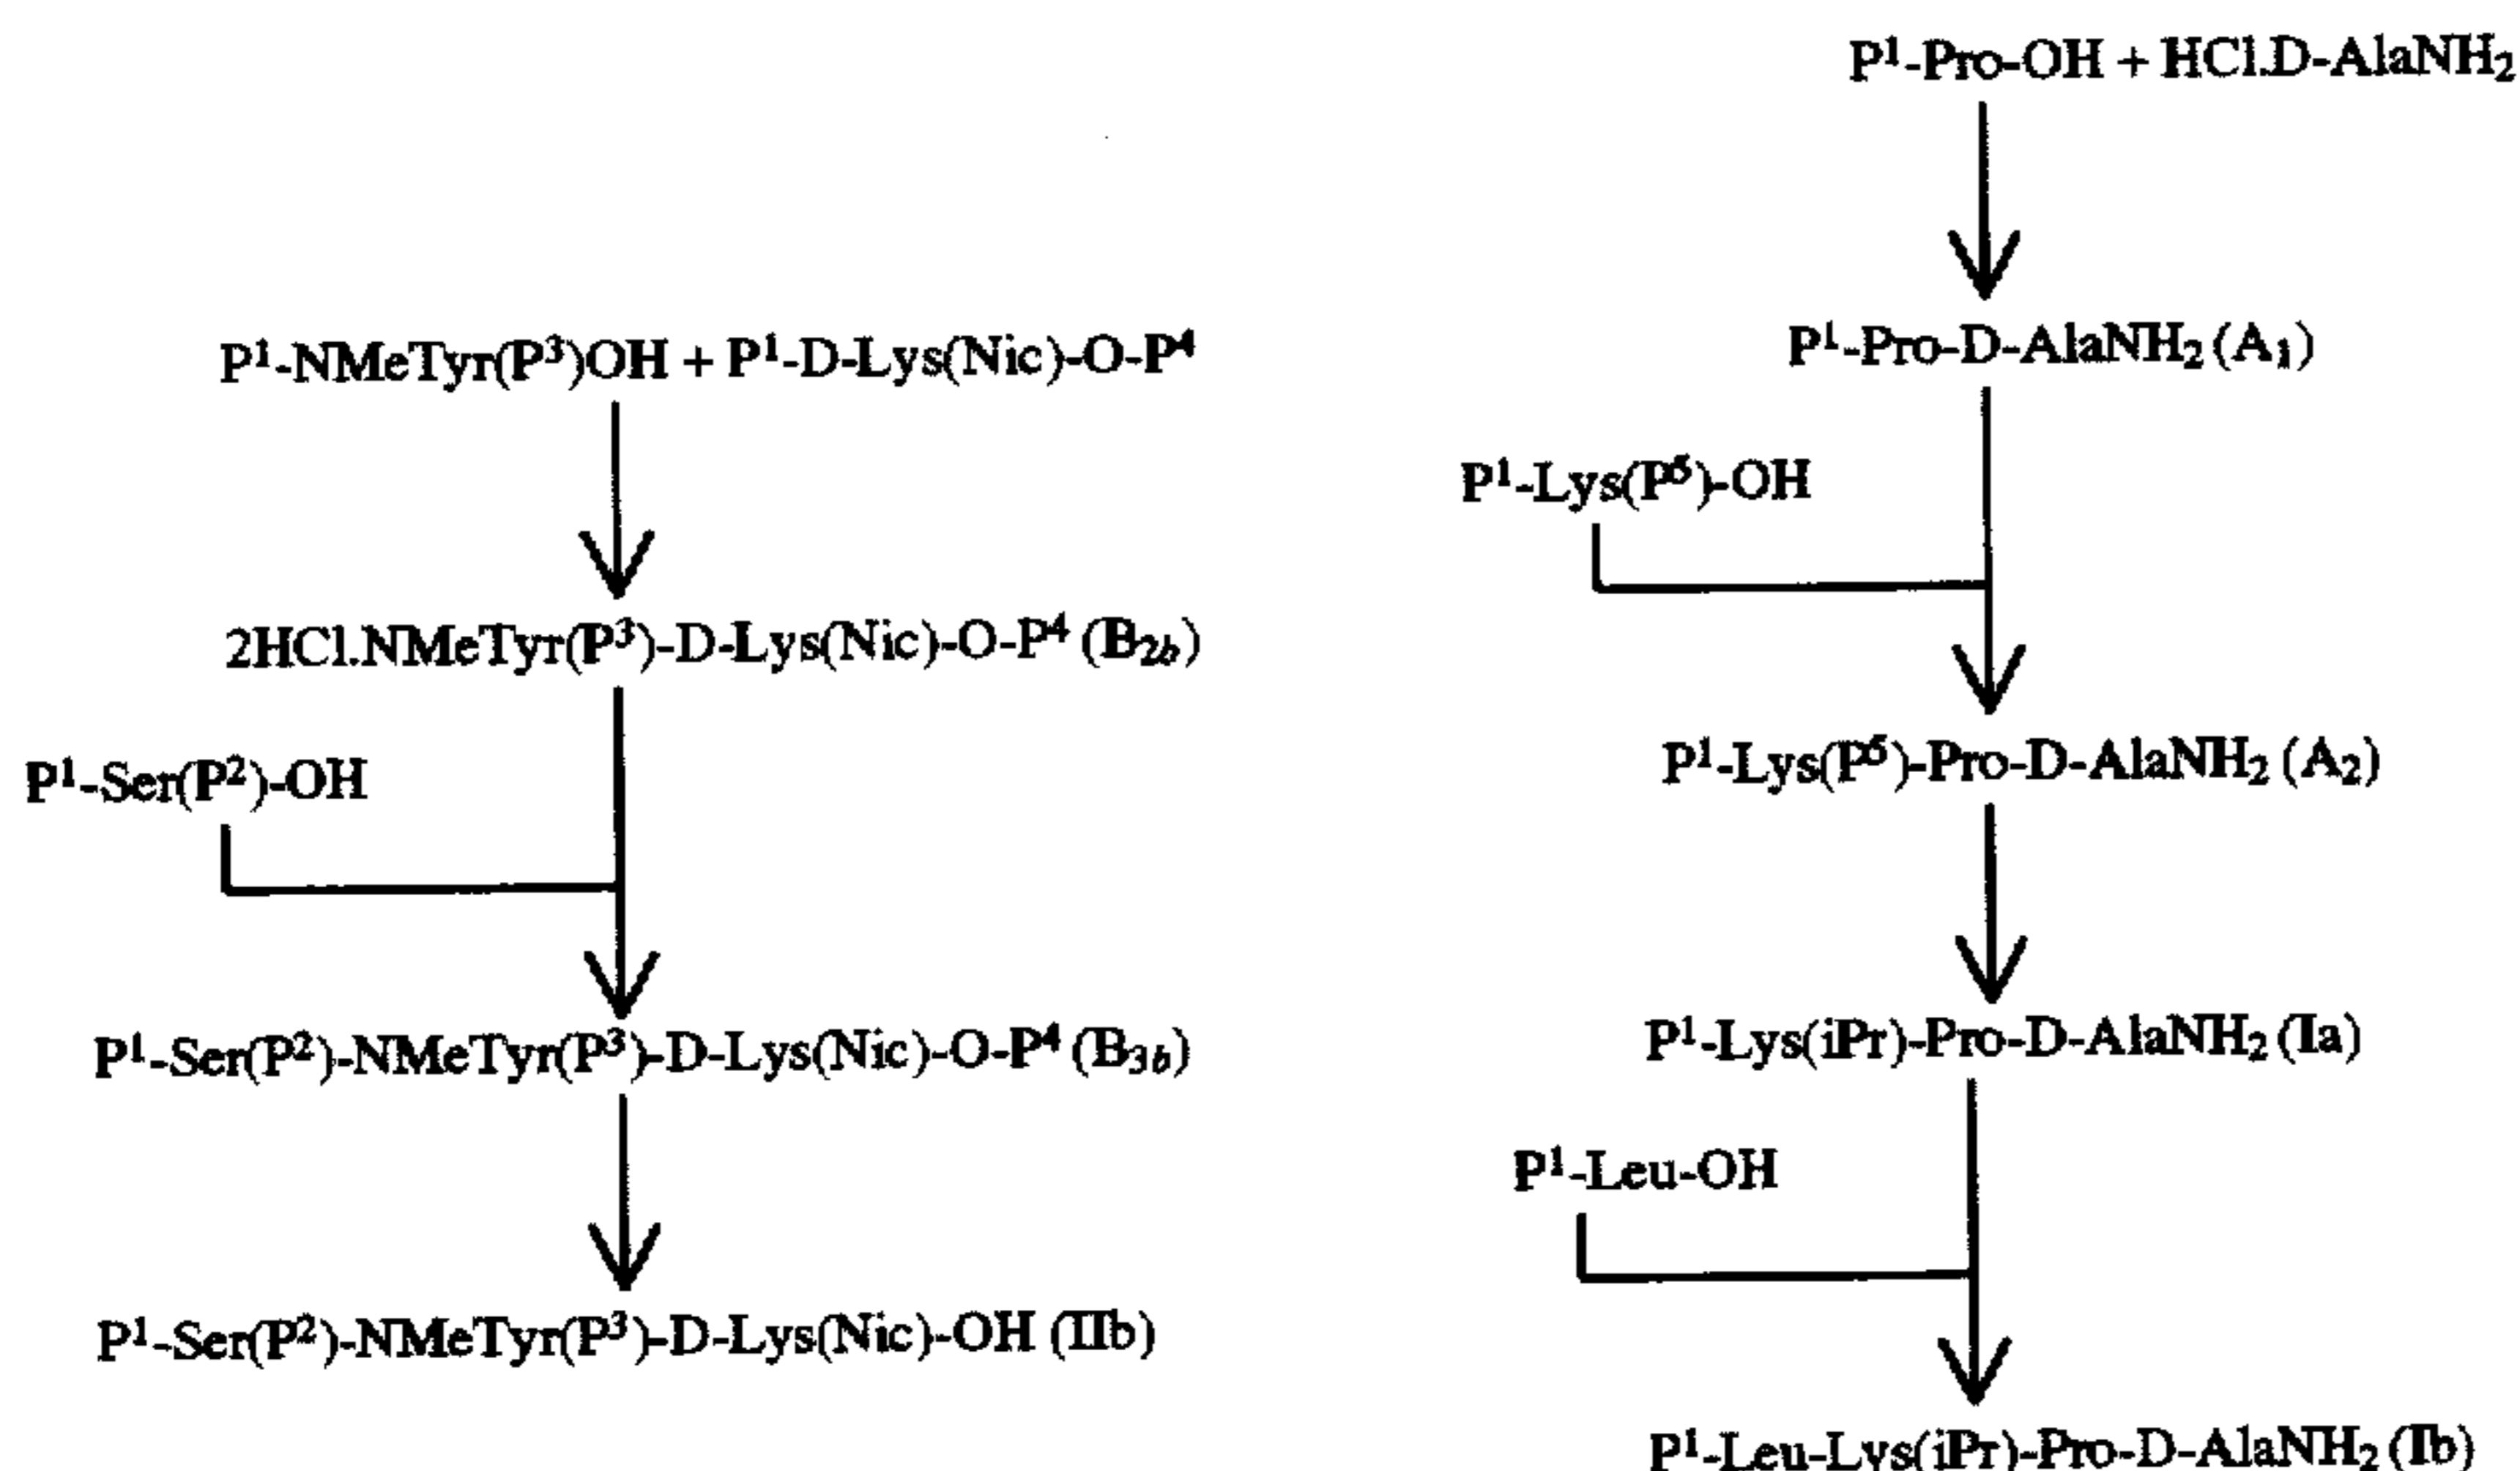 P¹-Pro-OH + HCl.D-AlaNH₂
P¹-NMeTyr(P³)OH + P¹-D-Lys(Nic)-O-P⁴
P¹-Pro-D-AlaNH₂ (A₁)
P¹-Lys(P⁵)-OH
2HCl.NMeTyr(P³)-D-Lys(Nic)-O-P⁴ (B₂b)
P¹-Ser(P²)-OH
P¹-Lys(P⁵)-Pro-D-AlaNH₂ (A₂)
P¹-Ser(P²)-NMeTyr(P³)-D-Lys(Nic)-O-P⁴ (B₃b)
P¹-Lys(iPr)-Pro-D-AlaNH₂ (Ia)
P¹-Leu-OH
P¹-Ser(P²)-NMeTyr(P³)-D-Lys(Nic)-OH (IIb)
P¹-Leu-Lys(iPr)-Pro-D-AlaNH₂ (Ib)